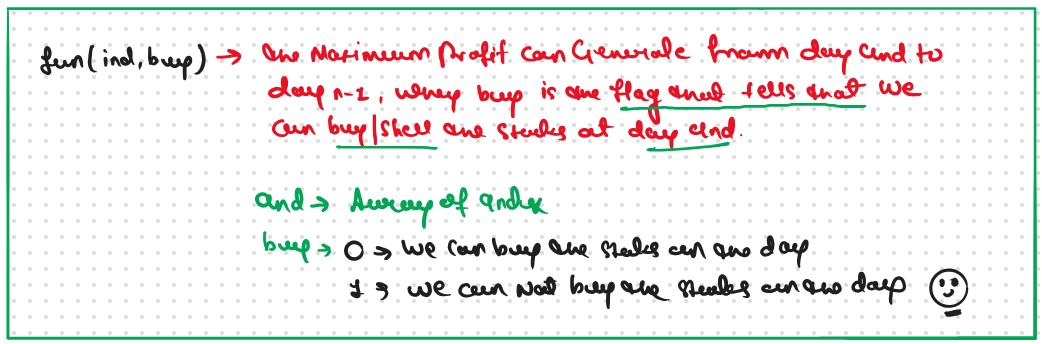 fun(ind, buy) → the Maximum Profit can Generate from day ind to
day n-1, where buy is the flag that tells that we
can buy/shell the stocks at day ind.
ind → Array of index
buy → 0 → we can buy the stocks on the day
1 → we can not buy the stocks on the day